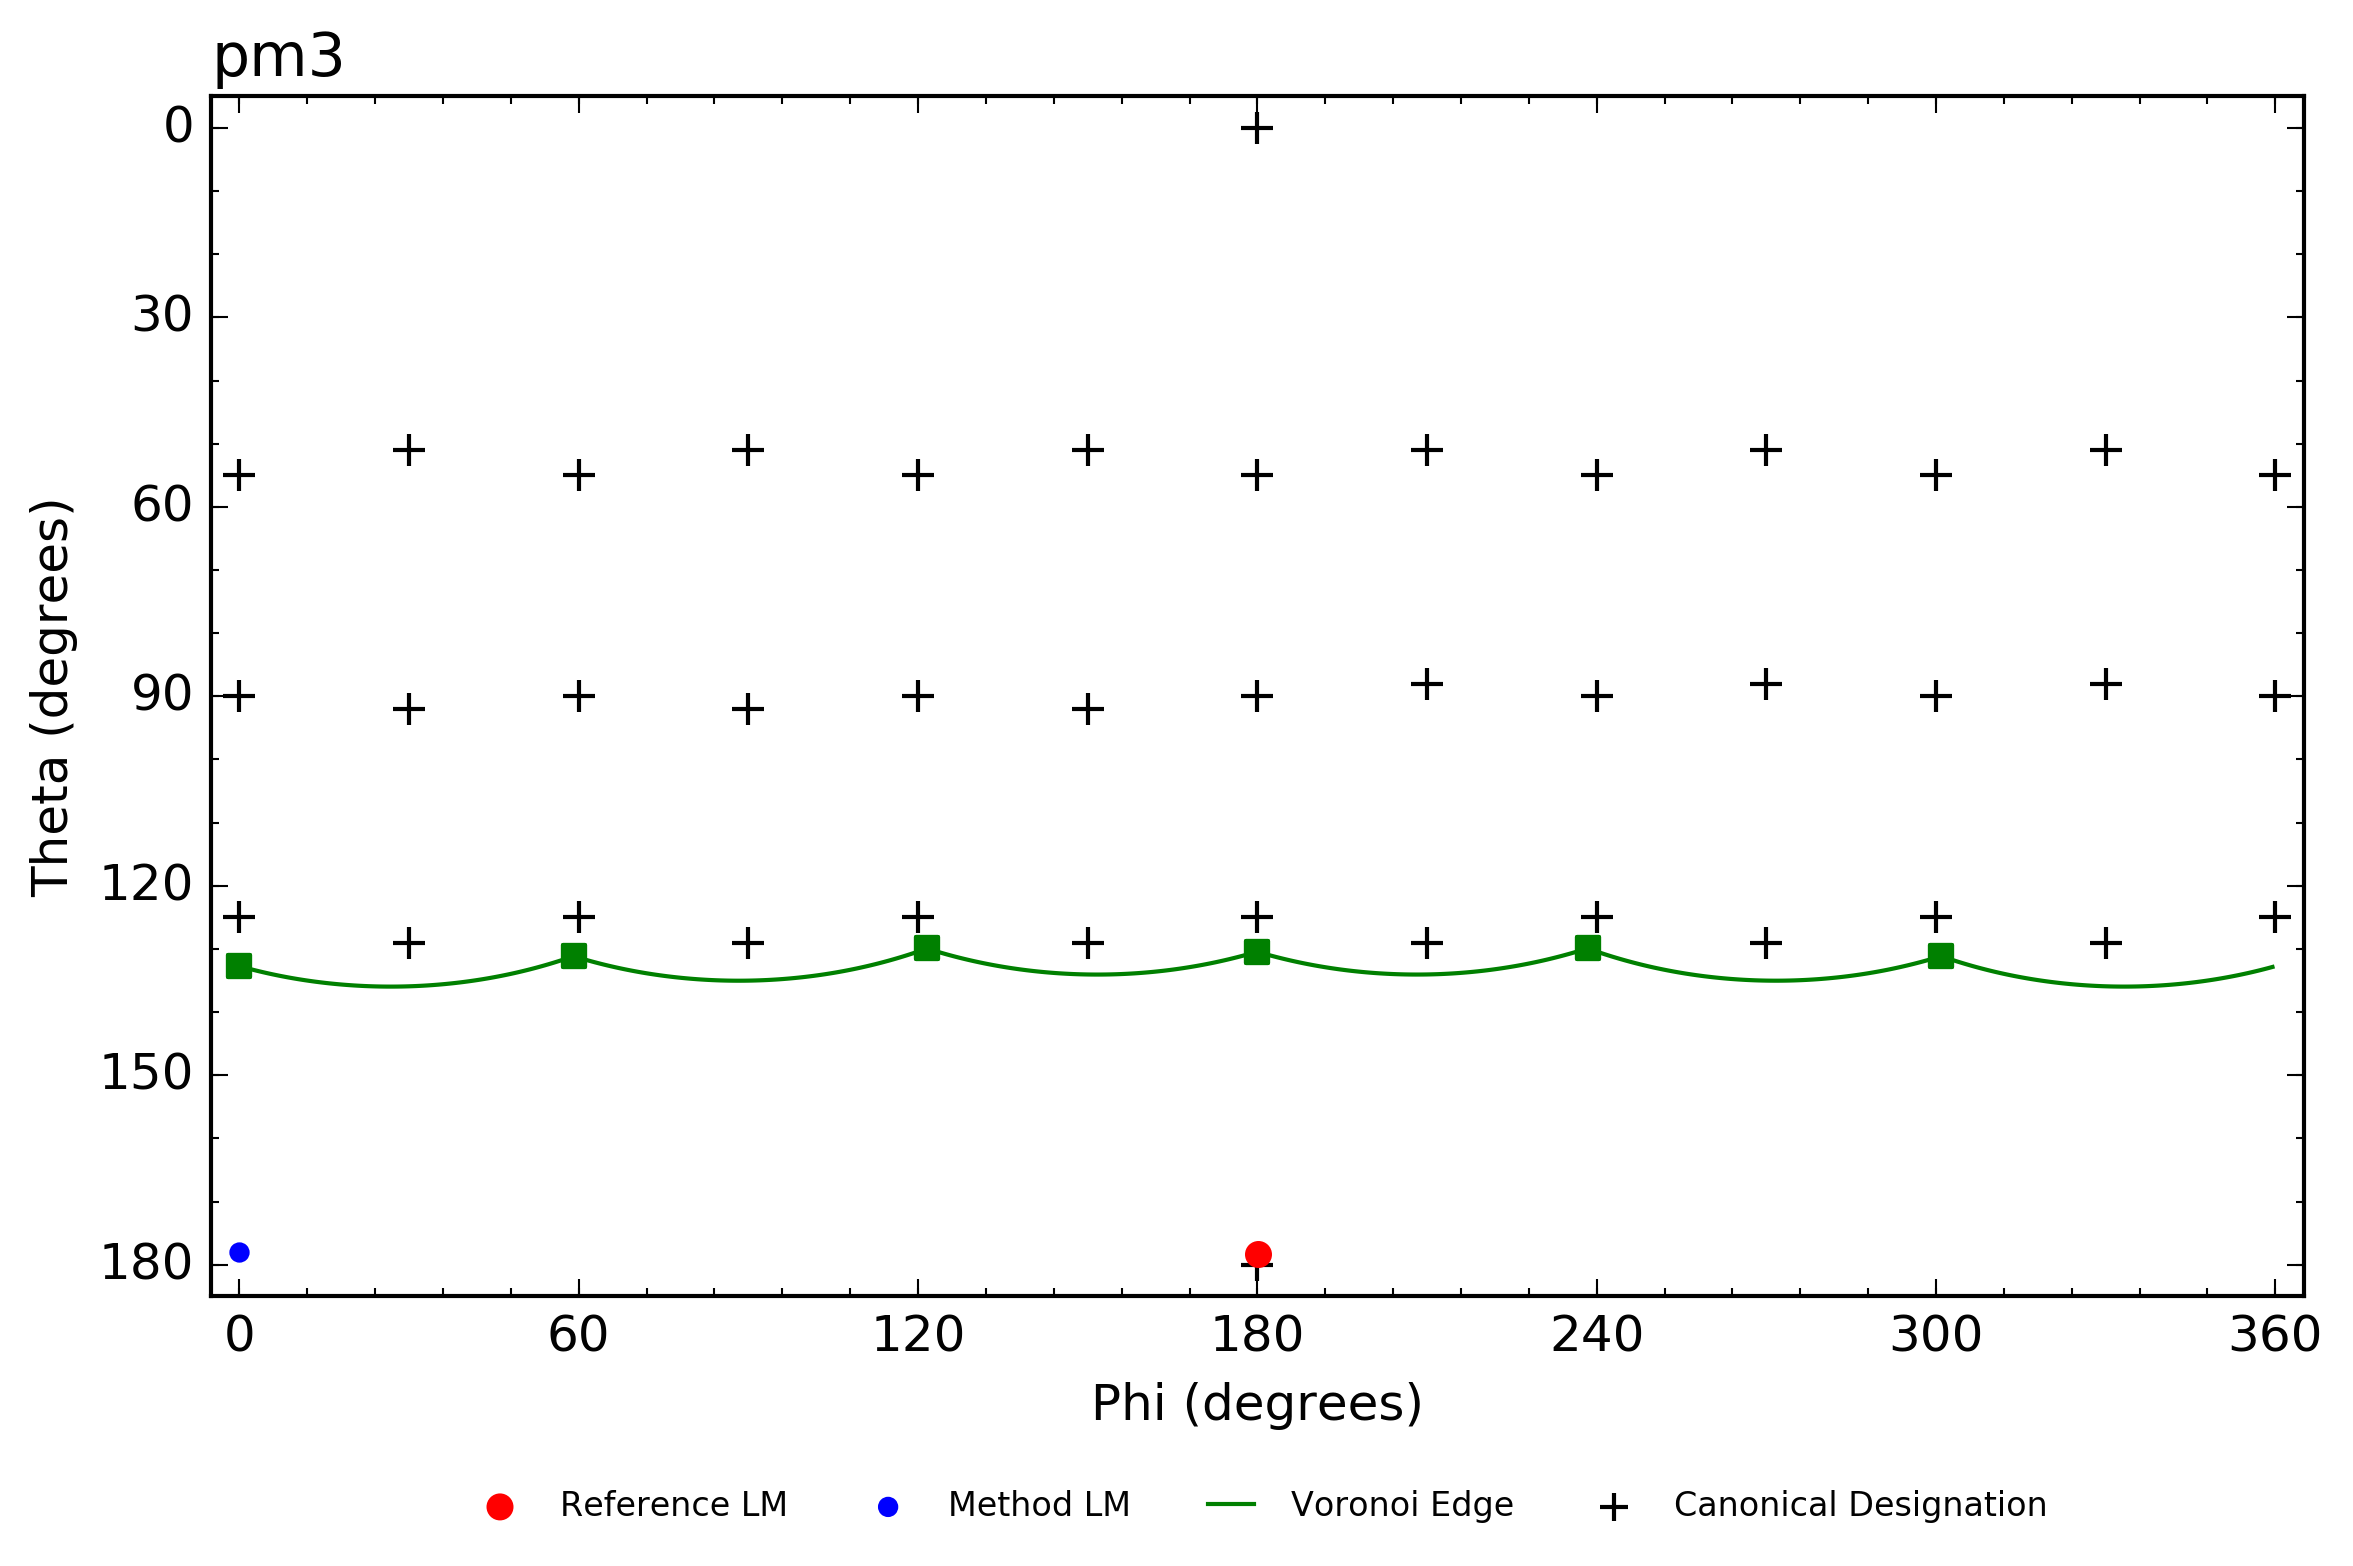 pm3
0
30
60
90
120
150
180
Theta (degrees)
0 60 120 180 240 300 360
Phi (degrees)
Reference LM Method LM Voronoi Edge Canonical Designation